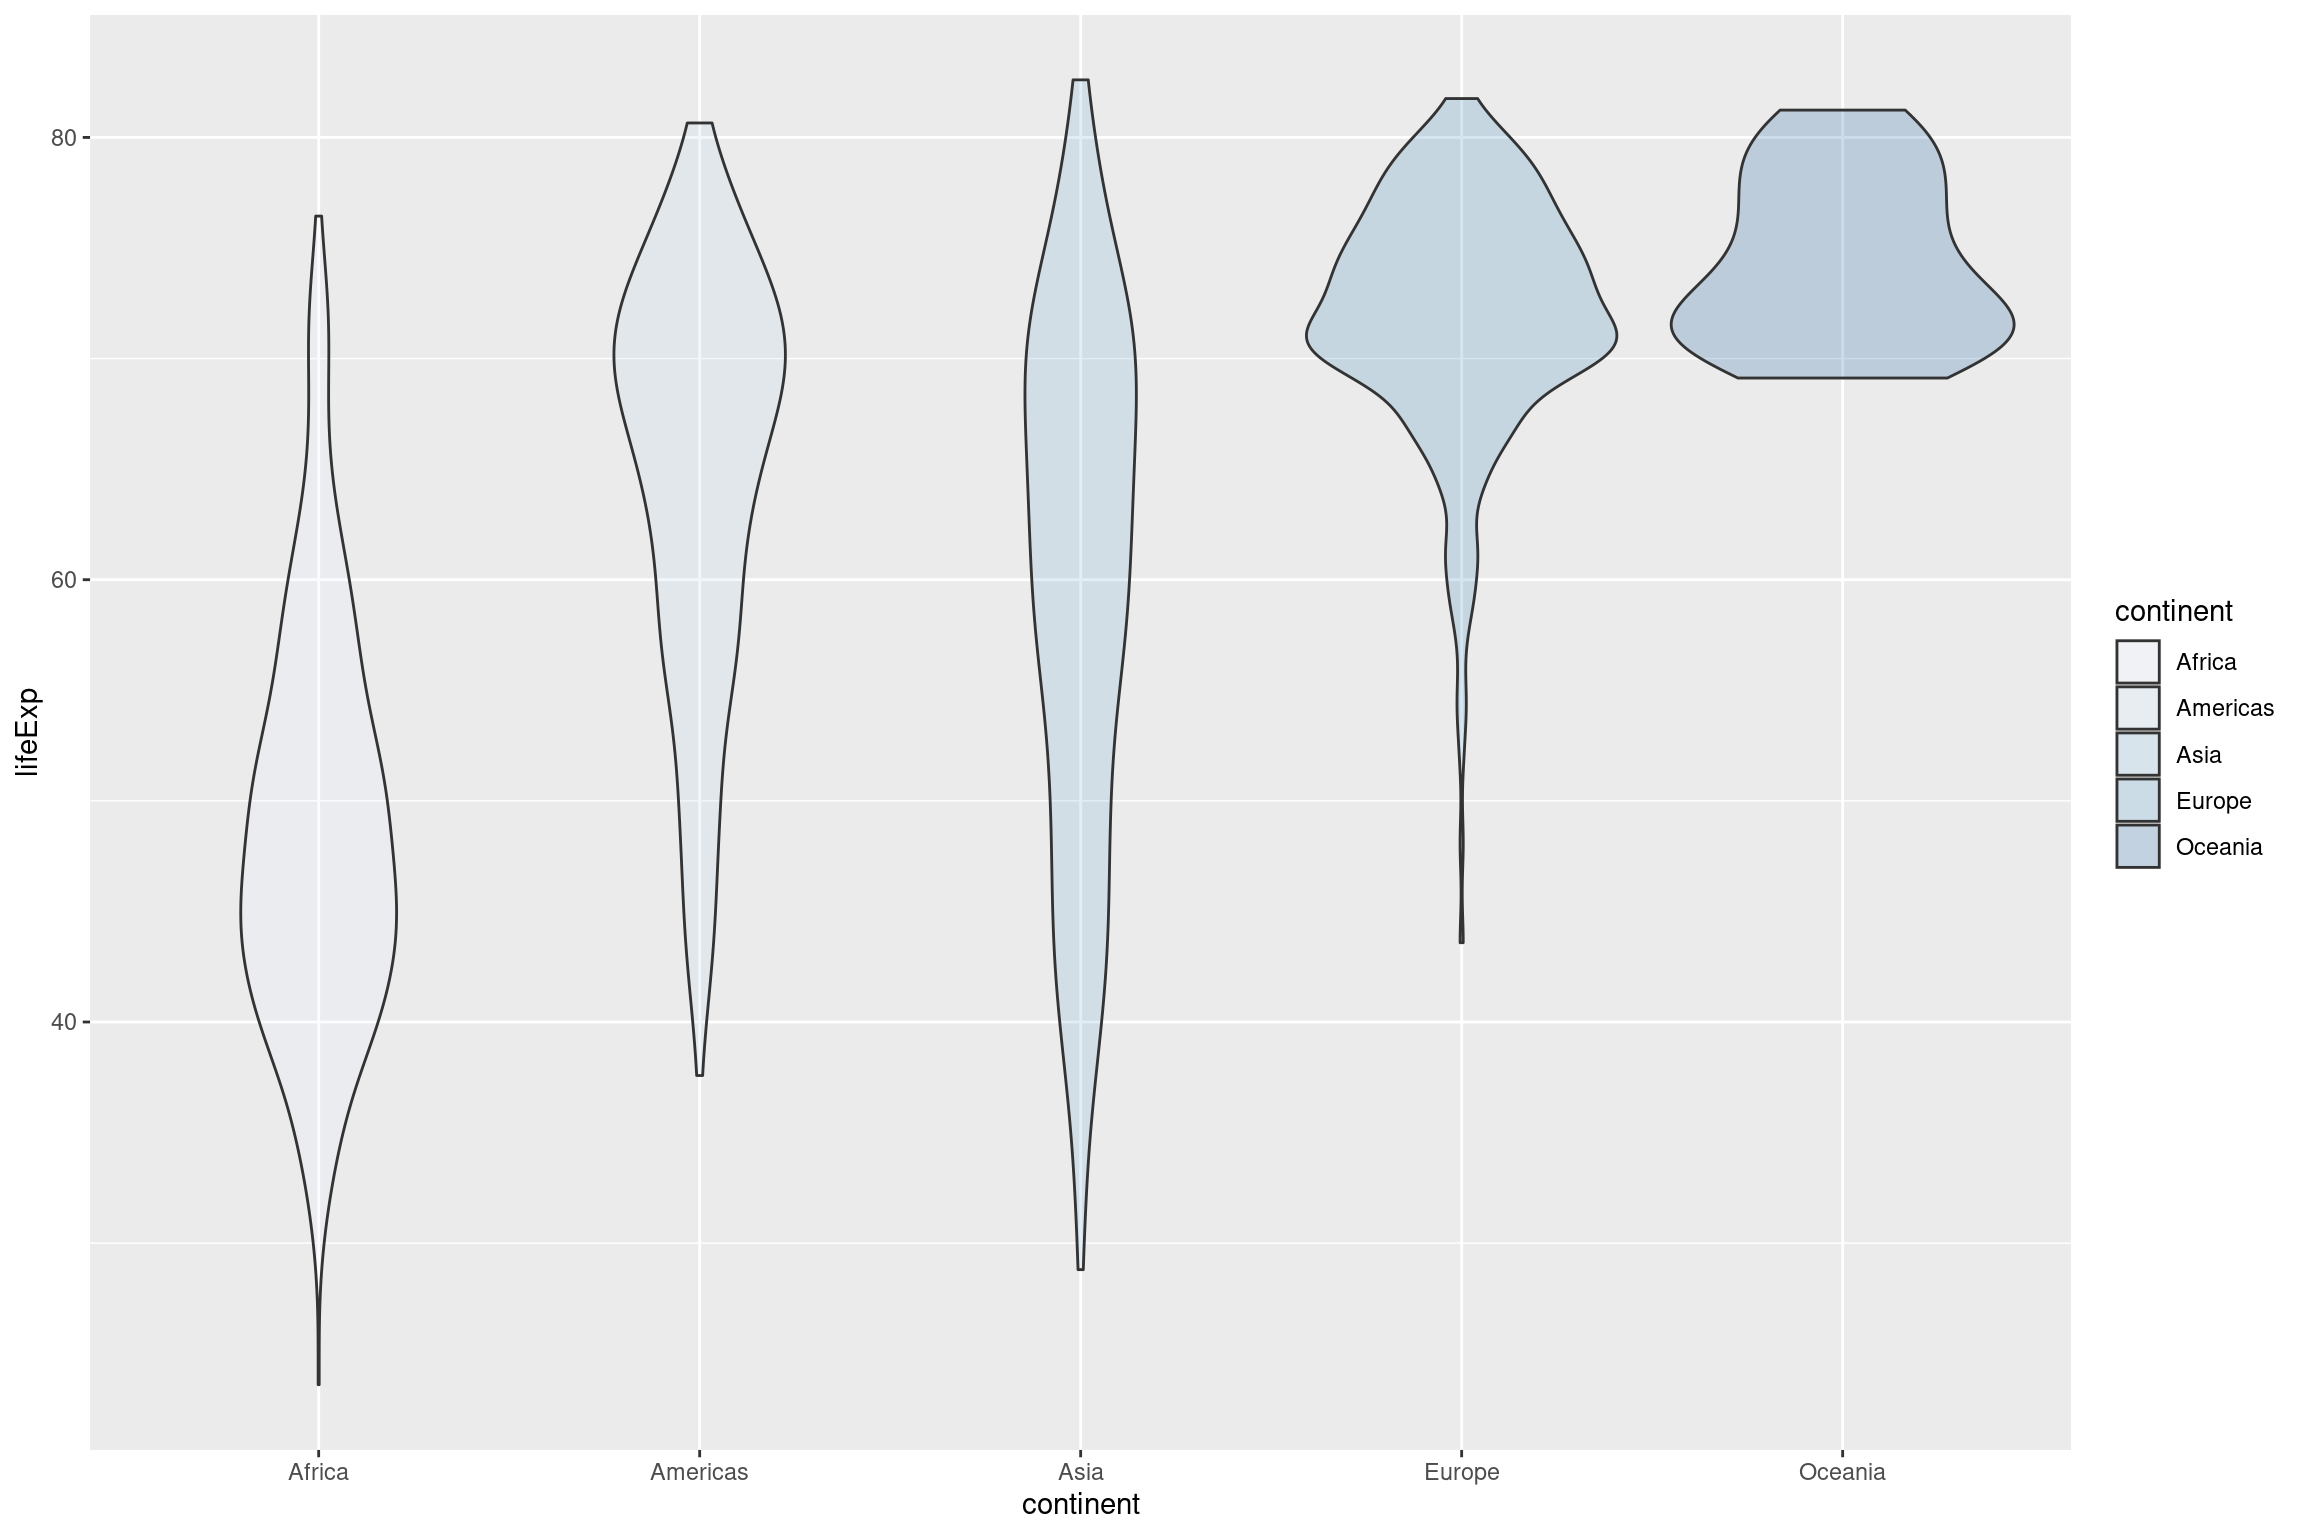 80
60
40
lifeExp
Africa
Americas
Asia
Europe
Oceania
continent
continent
Africa
Americas
Asia
Europe
Oceania